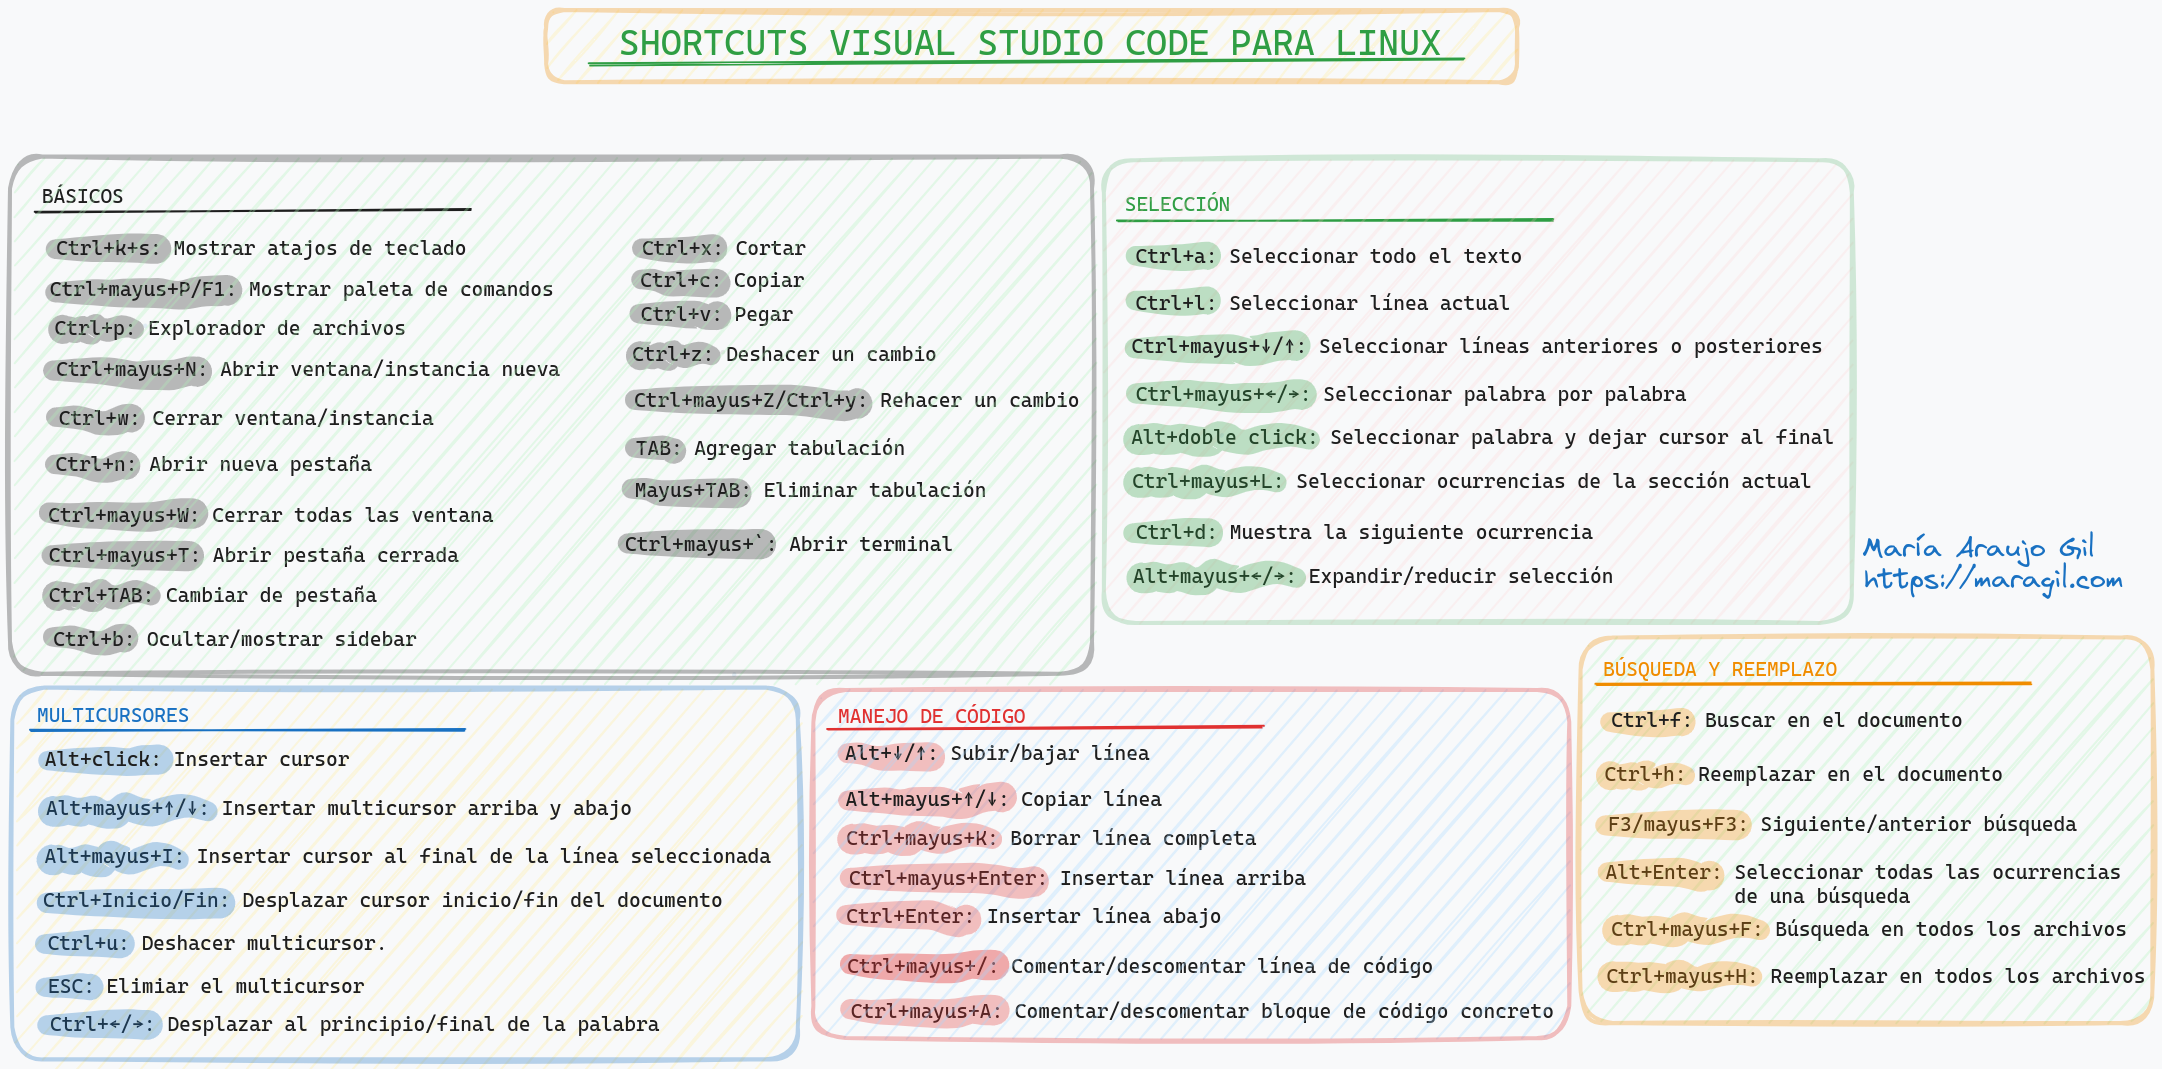 SHORTCUTS VISUAL STUDIO CODE PARA LINUX
BÁSICOS
Ctrl+k+s: Mostrar atajos de teclado
Ctrl+mayus+P/F1: Mostrar paleta de comandos
Ctrl+p: Explorador de archivos
Ctrl+mayus+N: Abrir ventana/instancia nueva
Ctrl+w: Cerrar ventana/instancia
Ctrl+n: Abrir nueva pestaña
Ctrl+mayus+W: Cerrar todas las ventana
Ctrl+mayus+T: Abrir pestaña cerrada
Ctrl+TAB: Cambiar de pestaña
Ctrl+b: Ocultar/mostrar sidebar
Ctrl+x: Cortar
Ctrl+c: Copiar
Ctrl+v: Pegar
Ctrl+z: Deshacer un cambio
Ctrl+mayus+Z/Ctrl+y: Rehacer un cambio
TAB: Agregar tabulación
Mayus+TAB: Eliminar tabulación
Ctrl+mayus+`: Abrir terminal
SELECCIÓN
Ctrl+a: Seleccionar todo el texto
Ctrl+l: Seleccionar línea actual
Ctrl+mayus+↓/↑: Seleccionar líneas anteriores o posteriores
Ctrl+mayus+←/→: Seleccionar palabra por palabra
Alt+doble click: Seleccionar palabra y dejar cursor al final
Ctrl+mayus+L: Seleccionar ocurrencias de la sección actual
Ctrl+d: Muestra la siguiente ocurrencia
Alt+mayus+←/→: Expandir/reducir selección
María Araujo Gil
https://maragil.com
MULTICURSORES
Alt+click: Insertar cursor
Alt+mayus+↑/↓: Insertar multicursor arriba y abajo
Alt+mayus+I: Insertar cursor al final de la línea seleccionada
Ctrl+Inicio/Fin: Desplazar cursor inicio/fin del documento
Ctrl+u: Deshacer multicursor.
ESC: Elimiar el multicursor
Ctrl+←/→: Desplazar al principio/final de la palabra
MANEJO DE CÓDIGO
Alt+↓/↑: Subir/bajar línea
Alt+mayus+↑/↓: Copiar línea
Ctrl+mayus+K: Borrar línea completa
Ctrl+mayus+Enter: Insertar línea arriba
Ctrl+Enter: Insertar línea abajo
Ctrl+mayus+/: Comentar/descomentar línea de código
Ctrl+mayus+A: Comentar/descomentar bloque de código concreto
BÚSQUEDA Y REEMPLAZO
Ctrl+f: Buscar en el documento
Ctrl+h: Reemplazar en el documento
F3/mayus+F3: Siguiente/anterior búsqueda
Alt+Enter: Seleccionar todas las ocurrencias
de una búsqueda
Ctrl+mayus+F: Búsqueda en todos los archivos
Ctrl+mayus+H: Reemplazar en todos los archivos